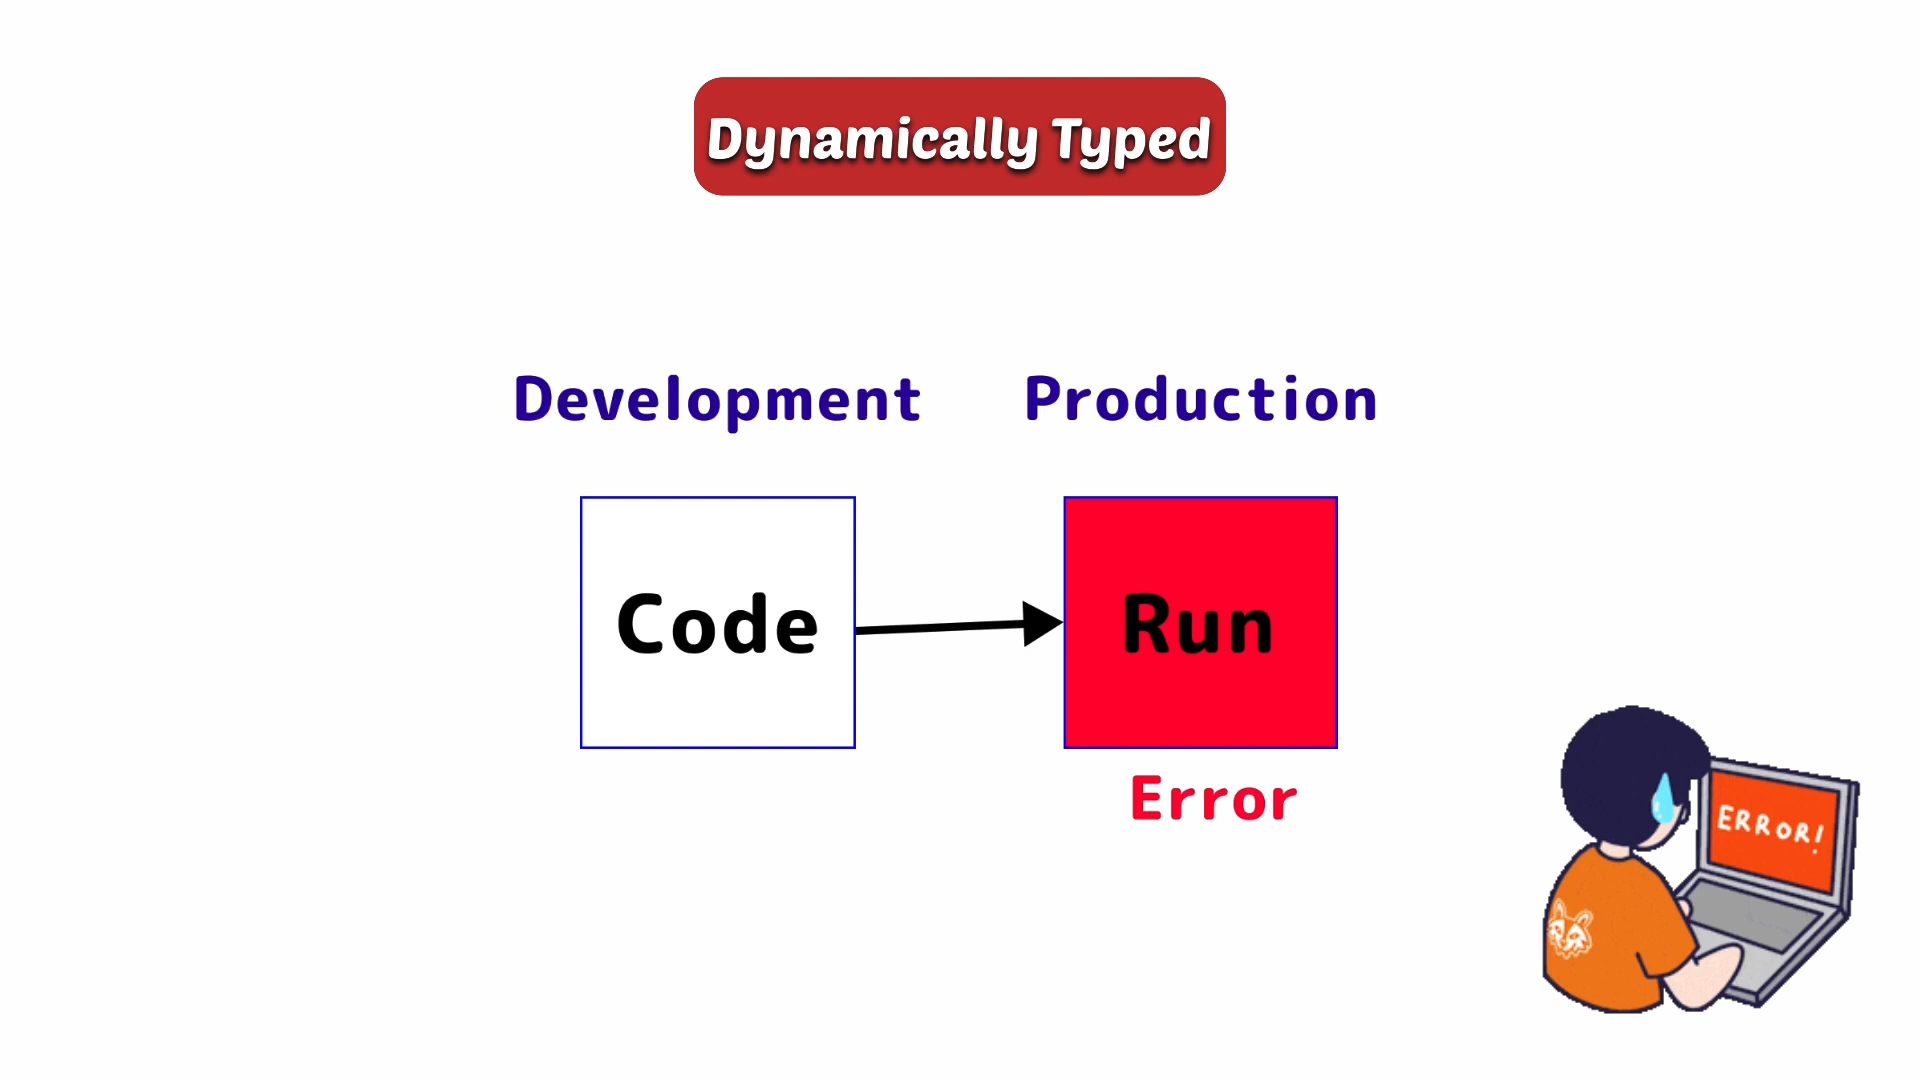 Dynamically Typed
Development
Production
Code
Run
Error
ERROR!